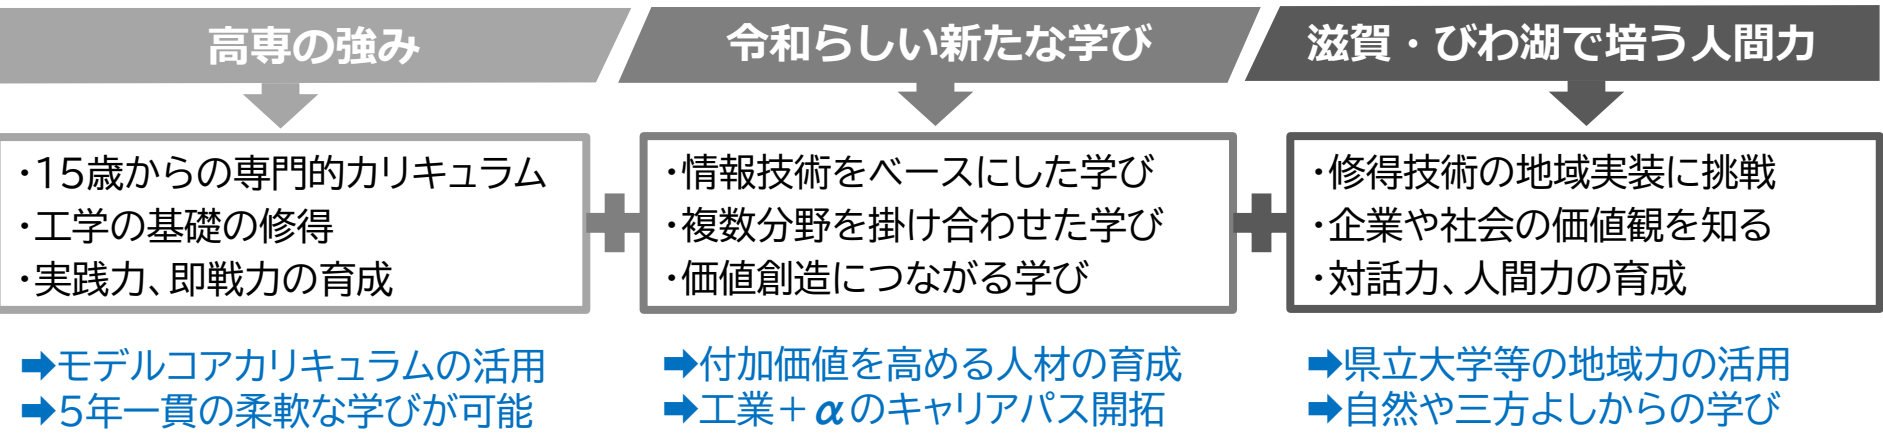 高専の強み
・15歳からの専門的カリキュラム
・工学の基礎の修得
・実践力、即戦力の育成
➡モデルコアカリキュラムの活用
➡5年一貫の柔軟な学びが可能
令和らしい新たな学び
・情報技術をベースにした学び
・複数分野を掛け合わせた学び
・価値創造につながる学び
➡付加価値を高める人材の育成
➡工業+αのキャリアパス開拓
滋賀・びわ湖で培う人間力
・修得技術の地域実装に挑戦
・企業や社会の価値観を知る
・対話力、人間力の育成
➡県立大学等の地域力の活用
➡自然や三方よしからの学び